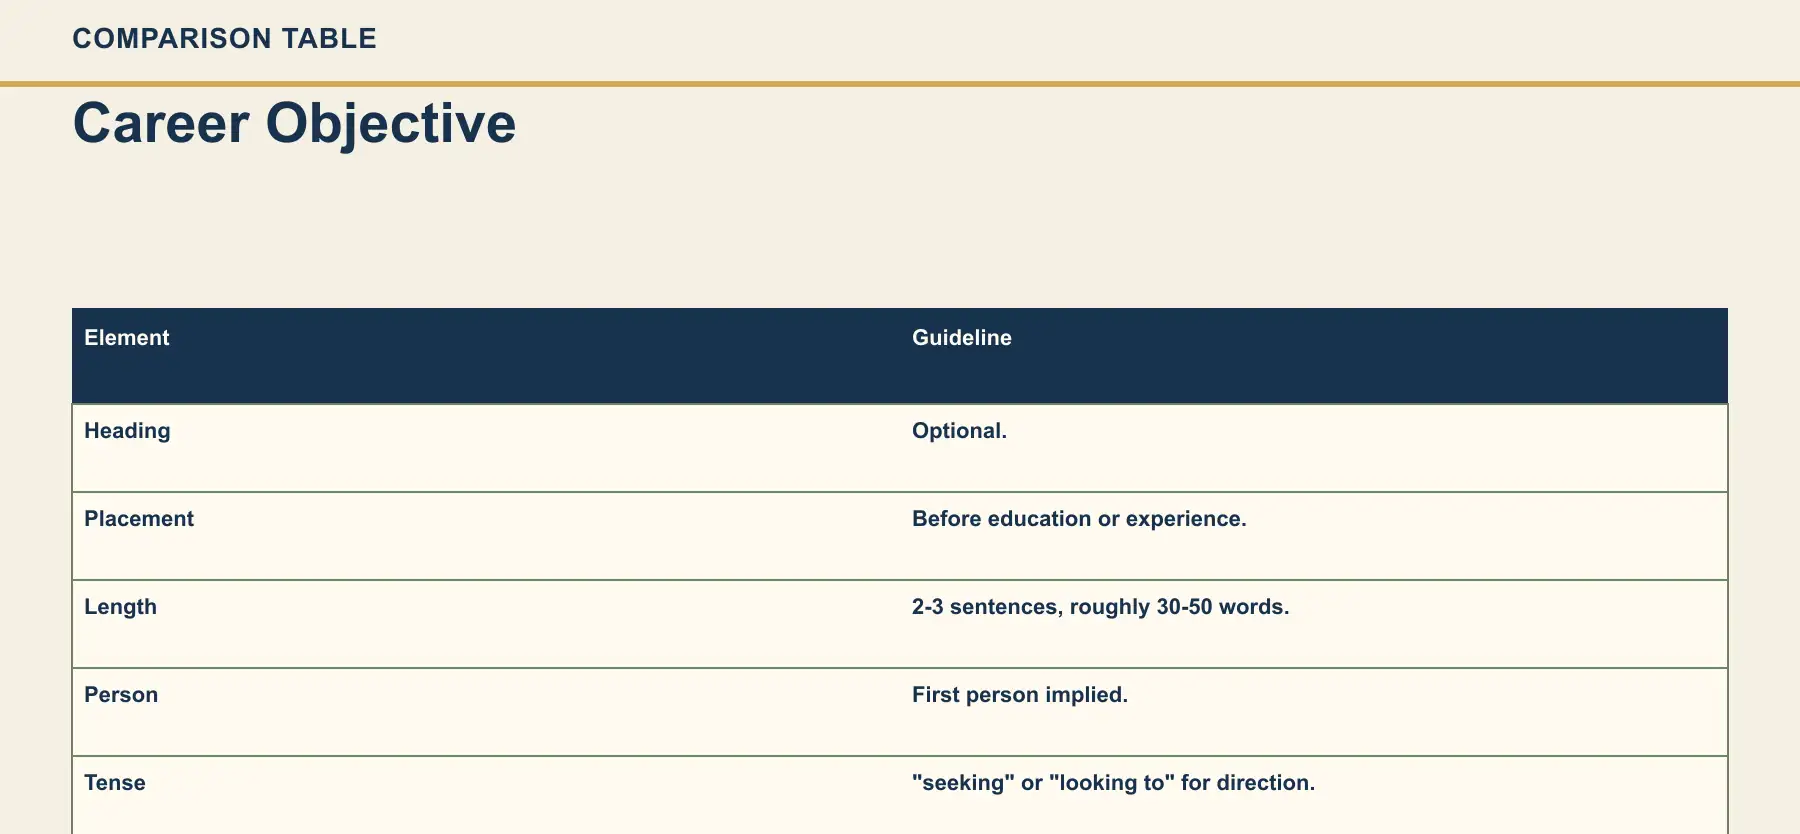 COMPARISON TABLE
Career Objective
Element Guideline
Heading Optional.
Placement Before education or experience.
Length 2-3 sentences, roughly 30-50 words.
Person First person implied.
Tense "seeking" or "looking to" for direction.